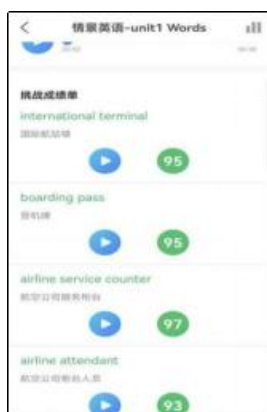 情景英语-unit1 Words
挑战成绩单
international terminal
国际航站楼
95
boarding pass
登机牌
95
airline service counter
航空公司服务柜台
97
airline attendant
航空公司柜台人员
93